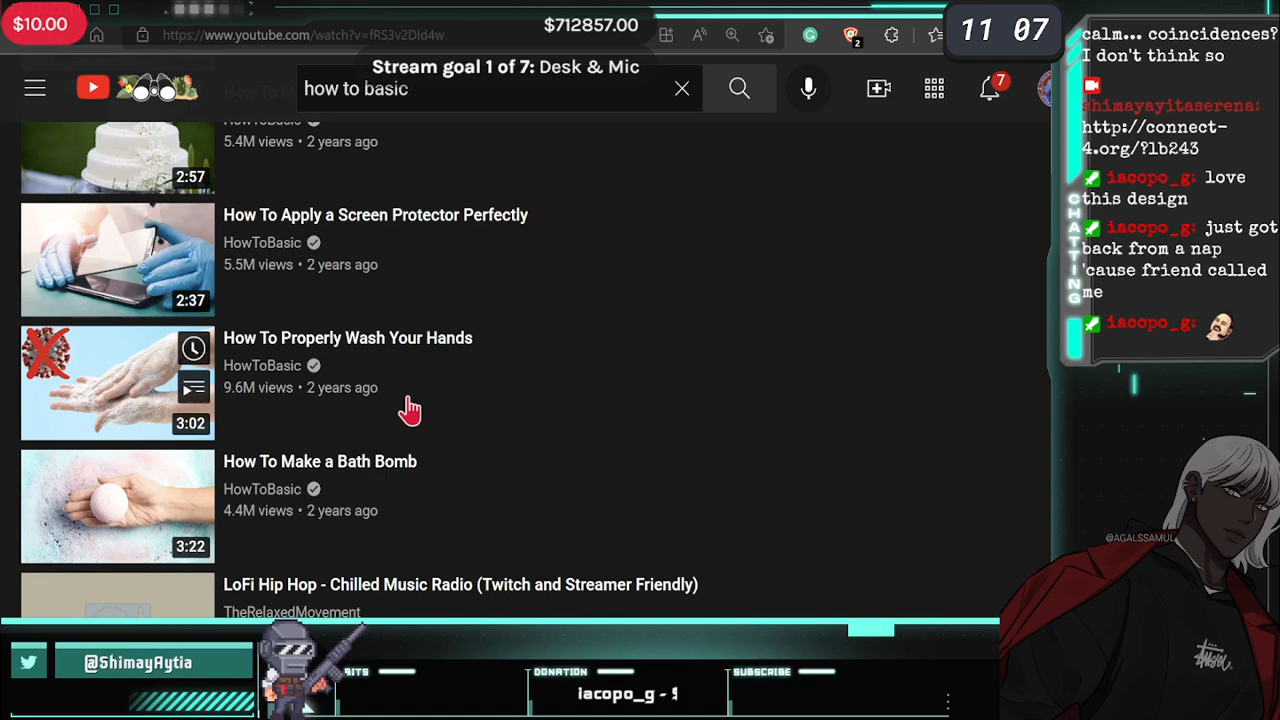 $10.00
https://www.youtube.com/watch?v=fRS3v2DId4w
$712857.00
2
11 07
Stream goal 1 of 7: Desk & Mic
how to basic
7
HowToBasic
5.4M views • 2 years ago
2:57
How To Apply a Screen Protector Perfectly
HowToBasic
5.5M views • 2 years ago
2:37
How To Properly Wash Your Hands
HowToBasic
9.6M views • 2 years ago
3:02
How To Make a Bath Bomb
HowToBasic
4.4M views • 2 years ago
3:22
LoFi Hip Hop - Chilled Music Radio (Twitch and Streamer Friendly)
TheRelaxedMovement
CHATTING
calm... coincidences?
I don't think so
shimayayitaserena:
http://connect-
4.org/?lb243
iacopo_g: love
this design
iacopo_g: just got
back from a nap
'cause friend called
me
iacopo_g:
@AGALSSAMUL
@ShimayAytia
BITS
DONATION
iacopo_g -
SUBSCRIBE